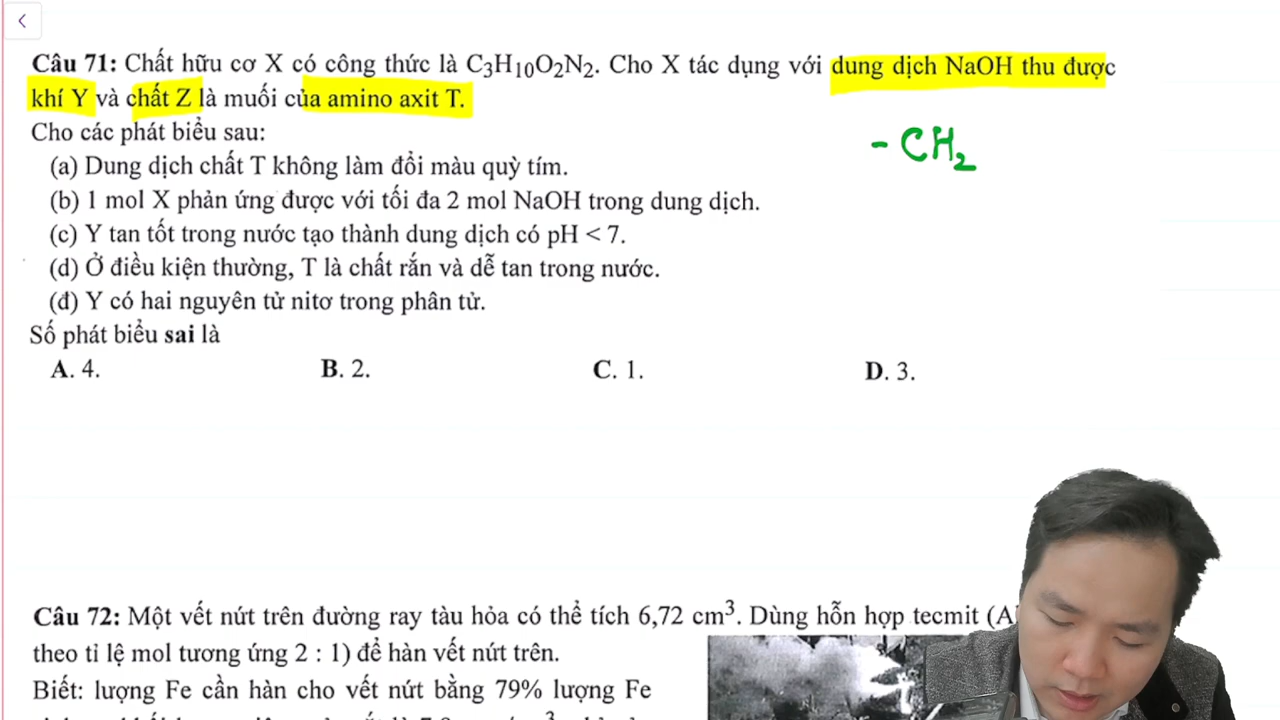 Câu 71: Chất hữu cơ X có công thức là C₃H₁₀O₂N₂. Cho X tác dụng với dung dịch NaOH thu được
khí Y và chất Z là muối của amino axit T.
- CH₂
Cho các phát biểu sau:
(a) Dung dịch chất T không làm đổi màu quỳ tím.
(b) 1 mol X phản ứng được với tối đa 2 mol NaOH trong dung dịch.
(c) Y tan tốt trong nước tạo thành dung dịch có pH < 7.
(d) Ở điều kiện thường, T là chất rắn và dễ tan trong nước.
(đ) Y có hai nguyên tử nitơ trong phân tử.
Số phát biểu sai là
A. 4. B. 2. C. 1. D. 3.
Câu 72: Một vết nứt trên đường ray tàu hỏa có thể tích 6,72 cm³. Dùng hỗn hợp tecmit (A
theo tỉ lệ mol tương ứng 2 : 1) để hàn vết nứt trên.
Biết: lượng Fe cần hàn cho vết nứt bằng 79% lượng Fe